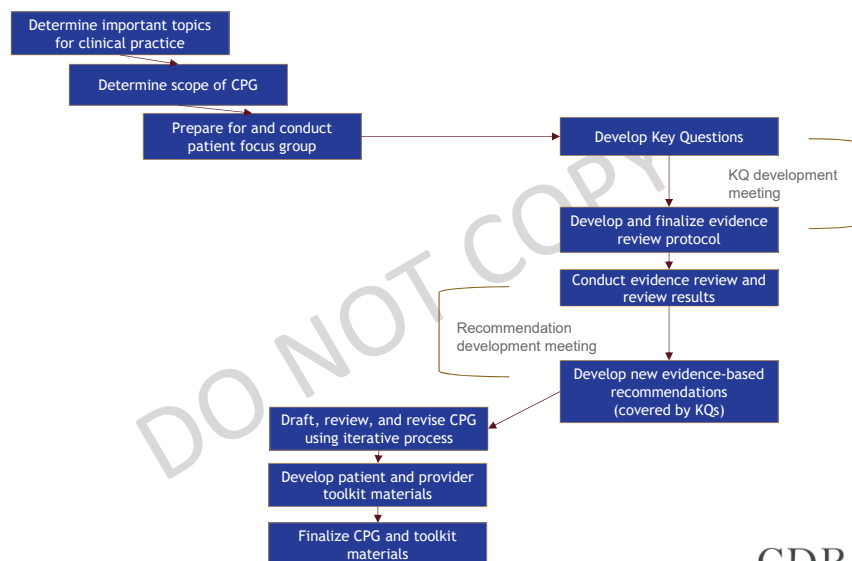 Determine important topics
for clinical practice
Determine scope of CPG
Prepare for and conduct
patient focus group
Develop Key Questions
KQ development
meeting
Develop and finalize evidence
review protocol
Conduct evidence review and
review results
Recommendation
development meeting
Develop new evidence-based
recommendations
(covered by KQs)
Draft, review, and revise CPG
using iterative process
Develop patient and provider
toolkit materials
Finalize CPG and toolkit
materials
DO NOT COPY